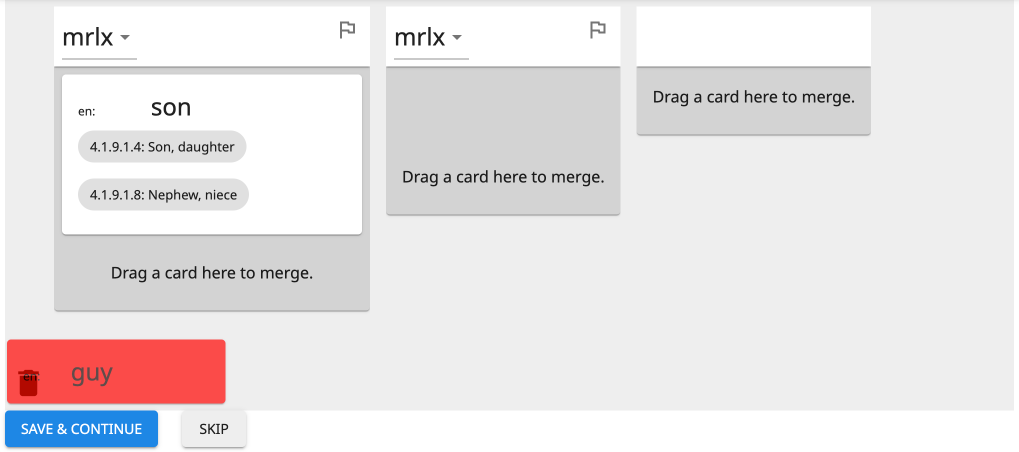 mrlx
mrlx
en: son
4.1.9.1.4: Son, daughter
4.1.9.1.8: Nephew, niece
Drag a card here to merge.
Drag a card here to merge.
Drag a card here to merge.
en: guy
SAVE & CONTINUE
SKIP